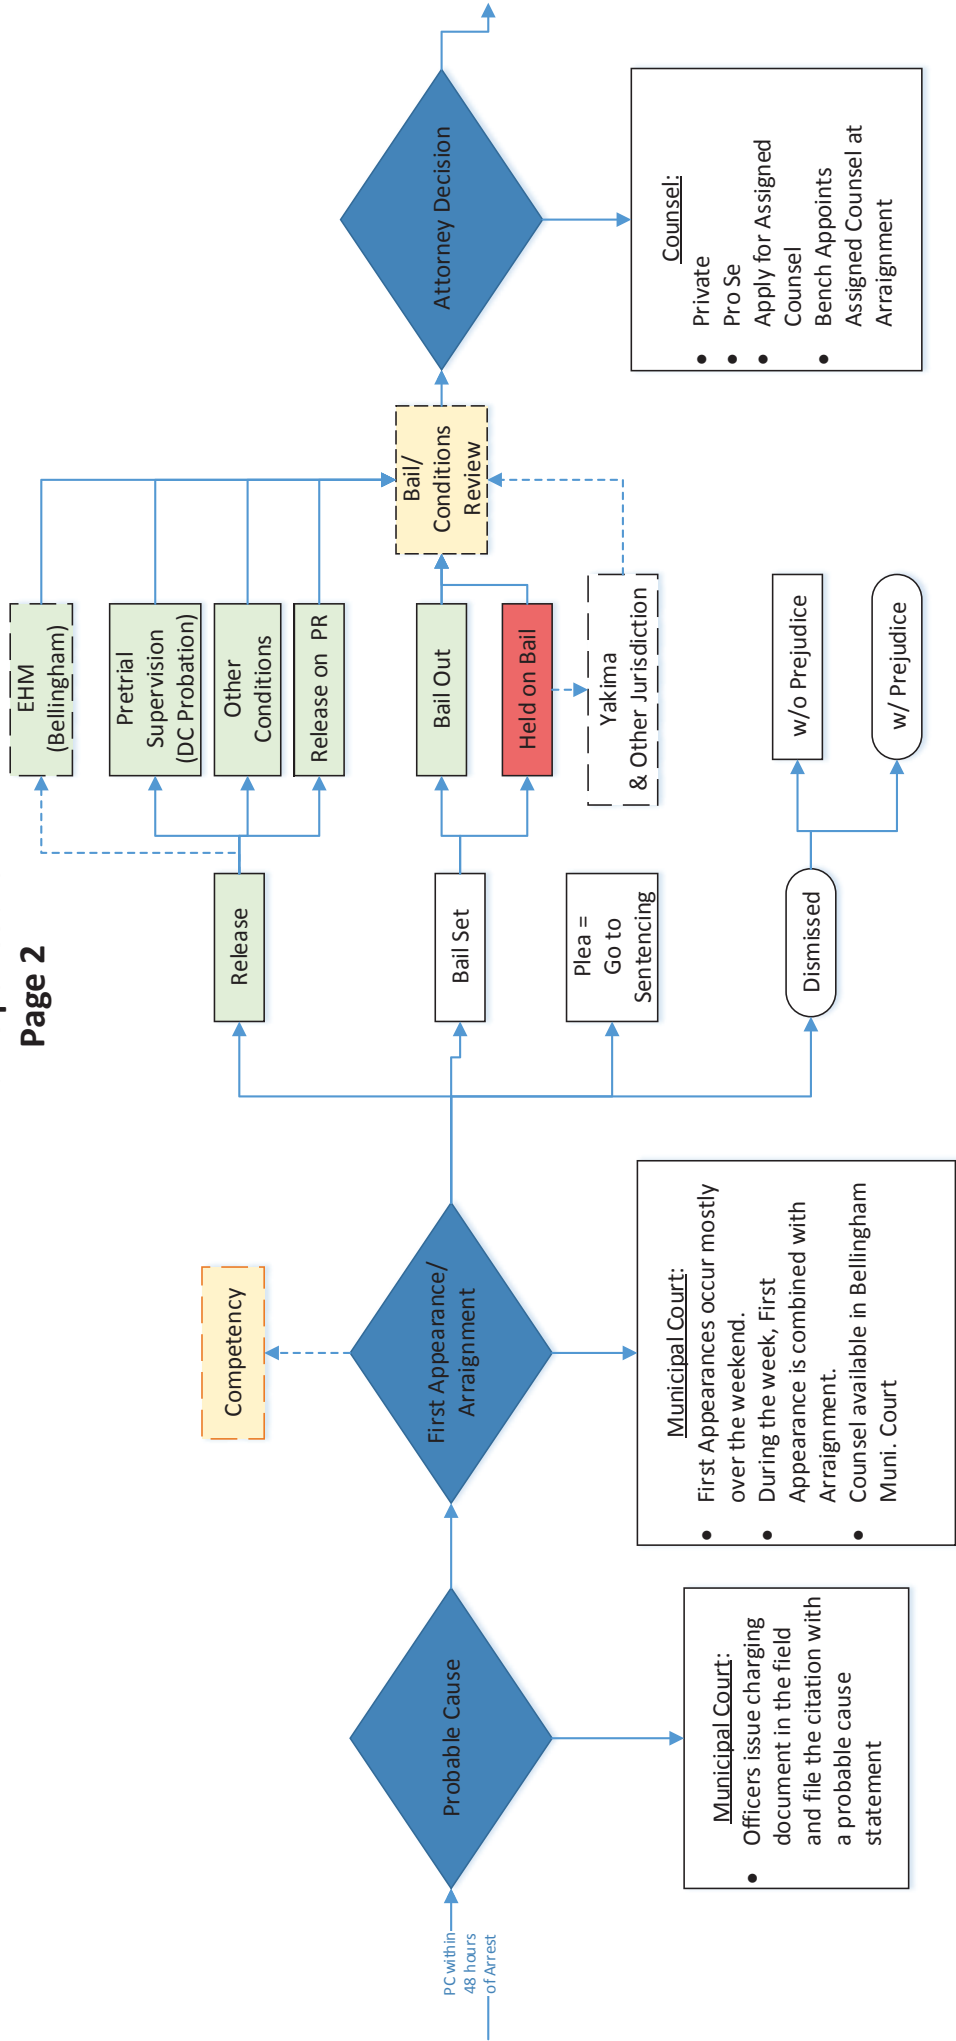 Page 2
PC within
48 hours
of Arrest
Probable Cause
Municipal Court:
• Officers issue charging
document in the field
and file the citation with
a probable cause
statement
First Appearance/
Arraignment
Competency
Municipal Court:
• First Appearances occur mostly
over the weekend.
• During the week, First
Appearance is combined with
Arraignment.
• Counsel available in Bellingham
Muni. Court
Release
Bail Set
Plea =
Go to
Sentencing
Dismissed
EHM
(Bellingham)
Pretrial
Supervision
(DC Probation)
Other
Conditions
Release on PR
Bail Out
Held on Bail
Yakima
& Other Jurisdiction
w/o Prejudice
w/ Prejudice
Bail/
Conditions
Review
Attorney Decision
Counsel:
• Private
• Pro Se
• Apply for Assigned
Counsel
• Bench Appoints
Assigned Counsel at
Arraignment